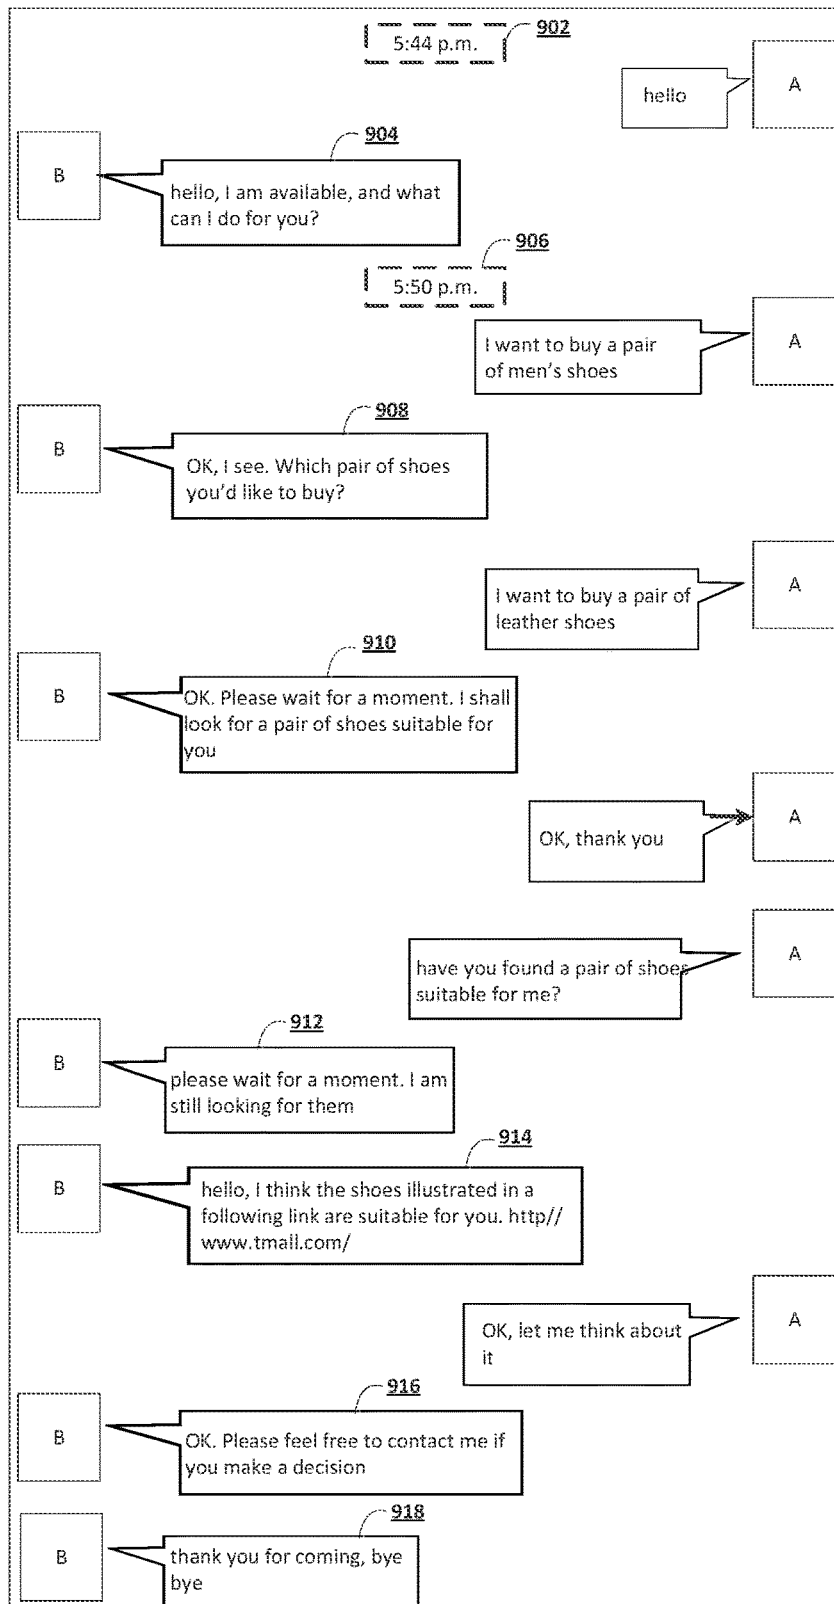 5:44 p.m.
902
hello
A
904
B
hello, I am available, and what
can I do for you?
906
5:50 p.m.
I want to buy a pair
of men's shoes
A
908
B
OK, I see. Which pair of shoes
you'd like to buy?
I want to buy a pair of
leather shoes
A
910
B
OK. Please wait for a moment. I shall
look for a pair of shoes suitable for
you
OK, thank you
A
have you found a pair of shoes
suitable for me?
A
912
B
please wait for a moment. I am
still looking for them
914
B
hello, I think the shoes illustrated in a
following link are suitable for you. http//
www.tmall.com/
OK, let me think about
it
A
916
B
OK. Please feel free to contact me if
you make a decision
918
B
thank you for coming, bye
bye